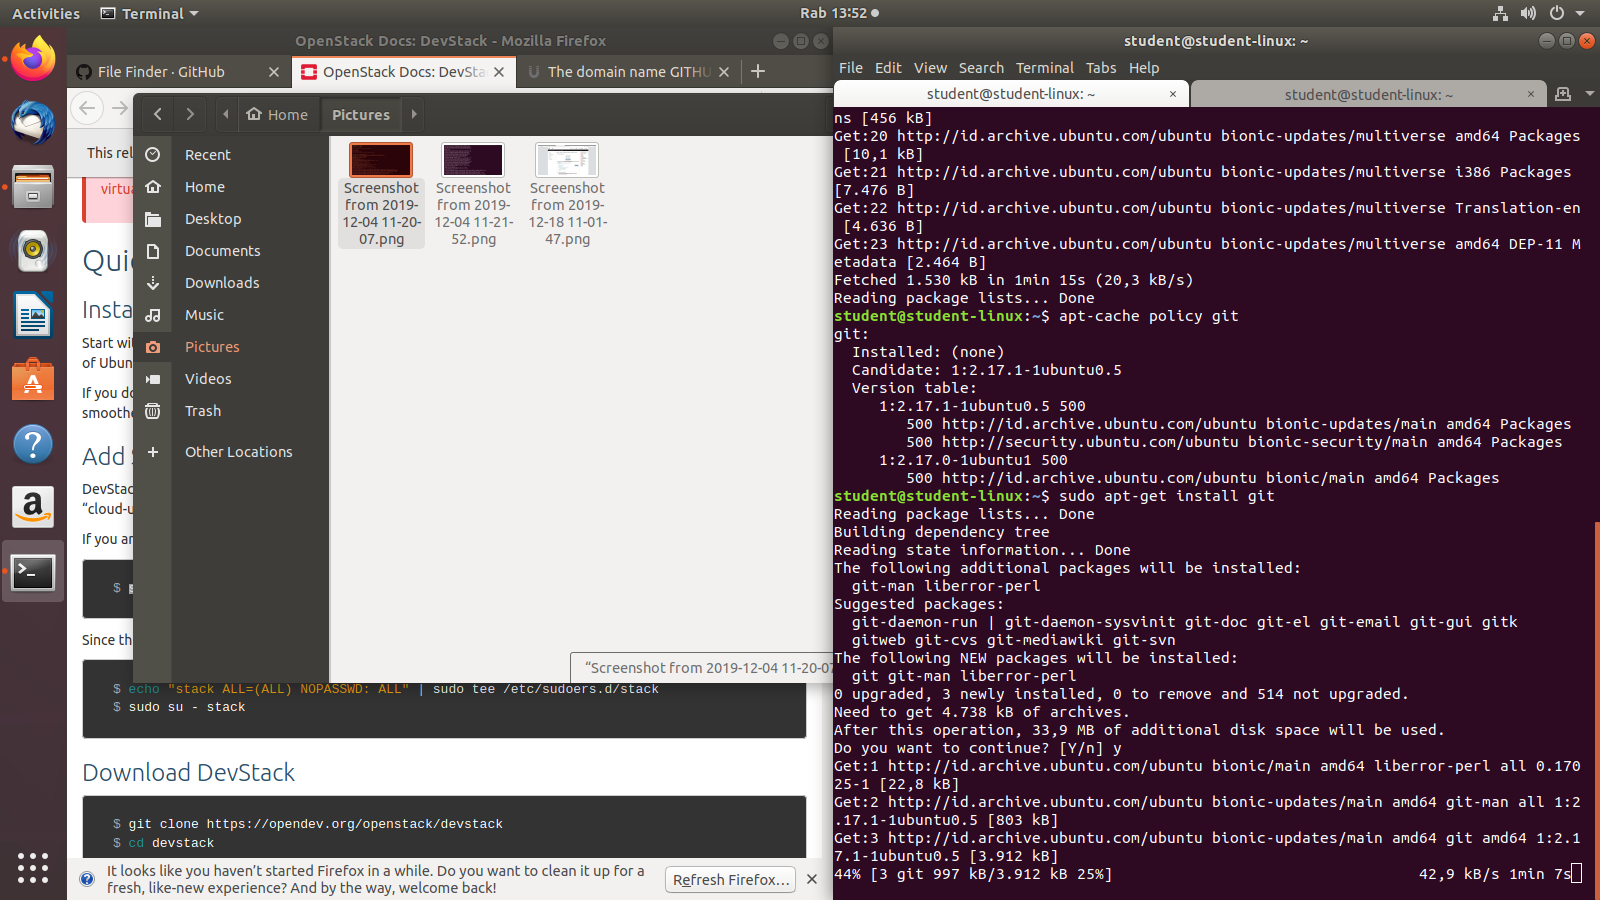 Activities
Terminal
Rab 13:52
OpenStack Docs: DevStack - Mozilla Firefox
File Finder · GitHub
OpenStack Docs: DevSta
The domain name GITHU
This rel
virtua
Quic
Insta
Start wi
of Ubun
If you do
smoothe
Add S
DevStac
“cloud-u
If you ar
$
Since th
$ echo "stack ALL=(ALL) NOPASSWD: ALL" | sudo tee /etc/sudoers.d/stack
$ sudo su - stack
Download DevStack
$ git clone https://opendev.org/openstack/devstack
$ cd devstack
It looks like you haven’t started Firefox in a while. Do you want to clean it up for a
fresh, like-new experience? And by the way, welcome back!
Refresh Firefox…
Home
Pictures
Recent
Home
Desktop
Documents
Downloads
Music
Pictures
Videos
Trash
Other Locations
Screenshot
from 2019-
12-04 11-20-
07.png
Screenshot
from 2019-
12-04 11-21-
52.png
Screenshot
from 2019-
12-18 11-01-
47.png
“Screenshot from 2019-12-04 11-20-07
student@student-linux: ~
File Edit View Search Terminal Tabs Help
student@student-linux: ~
student@student-linux: ~
ns [456 kB]
Get:20 http://id.archive.ubuntu.com/ubuntu bionic-updates/multiverse amd64 Packages
[10,1 kB]
Get:21 http://id.archive.ubuntu.com/ubuntu bionic-updates/multiverse i386 Packages
[7.476 B]
Get:22 http://id.archive.ubuntu.com/ubuntu bionic-updates/multiverse Translation-en
[4.636 B]
Get:23 http://id.archive.ubuntu.com/ubuntu bionic-updates/multiverse amd64 DEP-11 M
etadata [2.464 B]
Fetched 1.530 kB in 1min 15s (20,3 kB/s)
Reading package lists... Done
student@student-linux:~$ apt-cache policy git
git:
Installed: (none)
Candidate: 1:2.17.1-1ubuntu0.5
Version table:
1:2.17.1-1ubuntu0.5 500
500 http://id.archive.ubuntu.com/ubuntu bionic-updates/main amd64 Packages
500 http://security.ubuntu.com/ubuntu bionic-security/main amd64 Packages
1:2.17.0-1ubuntu1 500
500 http://id.archive.ubuntu.com/ubuntu bionic/main amd64 Packages
student@student-linux:~$ sudo apt-get install git
Reading package lists... Done
Building dependency tree
Reading state information... Done
The following additional packages will be installed:
git-man liberror-perl
Suggested packages:
git-daemon-run | git-daemon-sysvinit git-doc git-el git-email git-gui gitk
gitweb git-cvs git-mediawiki git-svn
The following NEW packages will be installed:
git git-man liberror-perl
0 upgraded, 3 newly installed, 0 to remove and 514 not upgraded.
Need to get 4.738 kB of archives.
After this operation, 33,9 MB of additional disk space will be used.
Do you want to continue? [Y/n] y
Get:1 http://id.archive.ubuntu.com/ubuntu bionic/main amd64 liberror-perl all 0.170
25-1 [22,8 kB]
Get:2 http://id.archive.ubuntu.com/ubuntu bionic-updates/main amd64 git-man all 1:2
.17.1-1ubuntu0.5 [803 kB]
Get:3 http://id.archive.ubuntu.com/ubuntu bionic-updates/main amd64 git amd64 1:2.1
7.1-1ubuntu0.5 [3.912 kB]
44% [3 git 997 kB/3.912 kB 25%] 42,9 kB/s 1min 7s